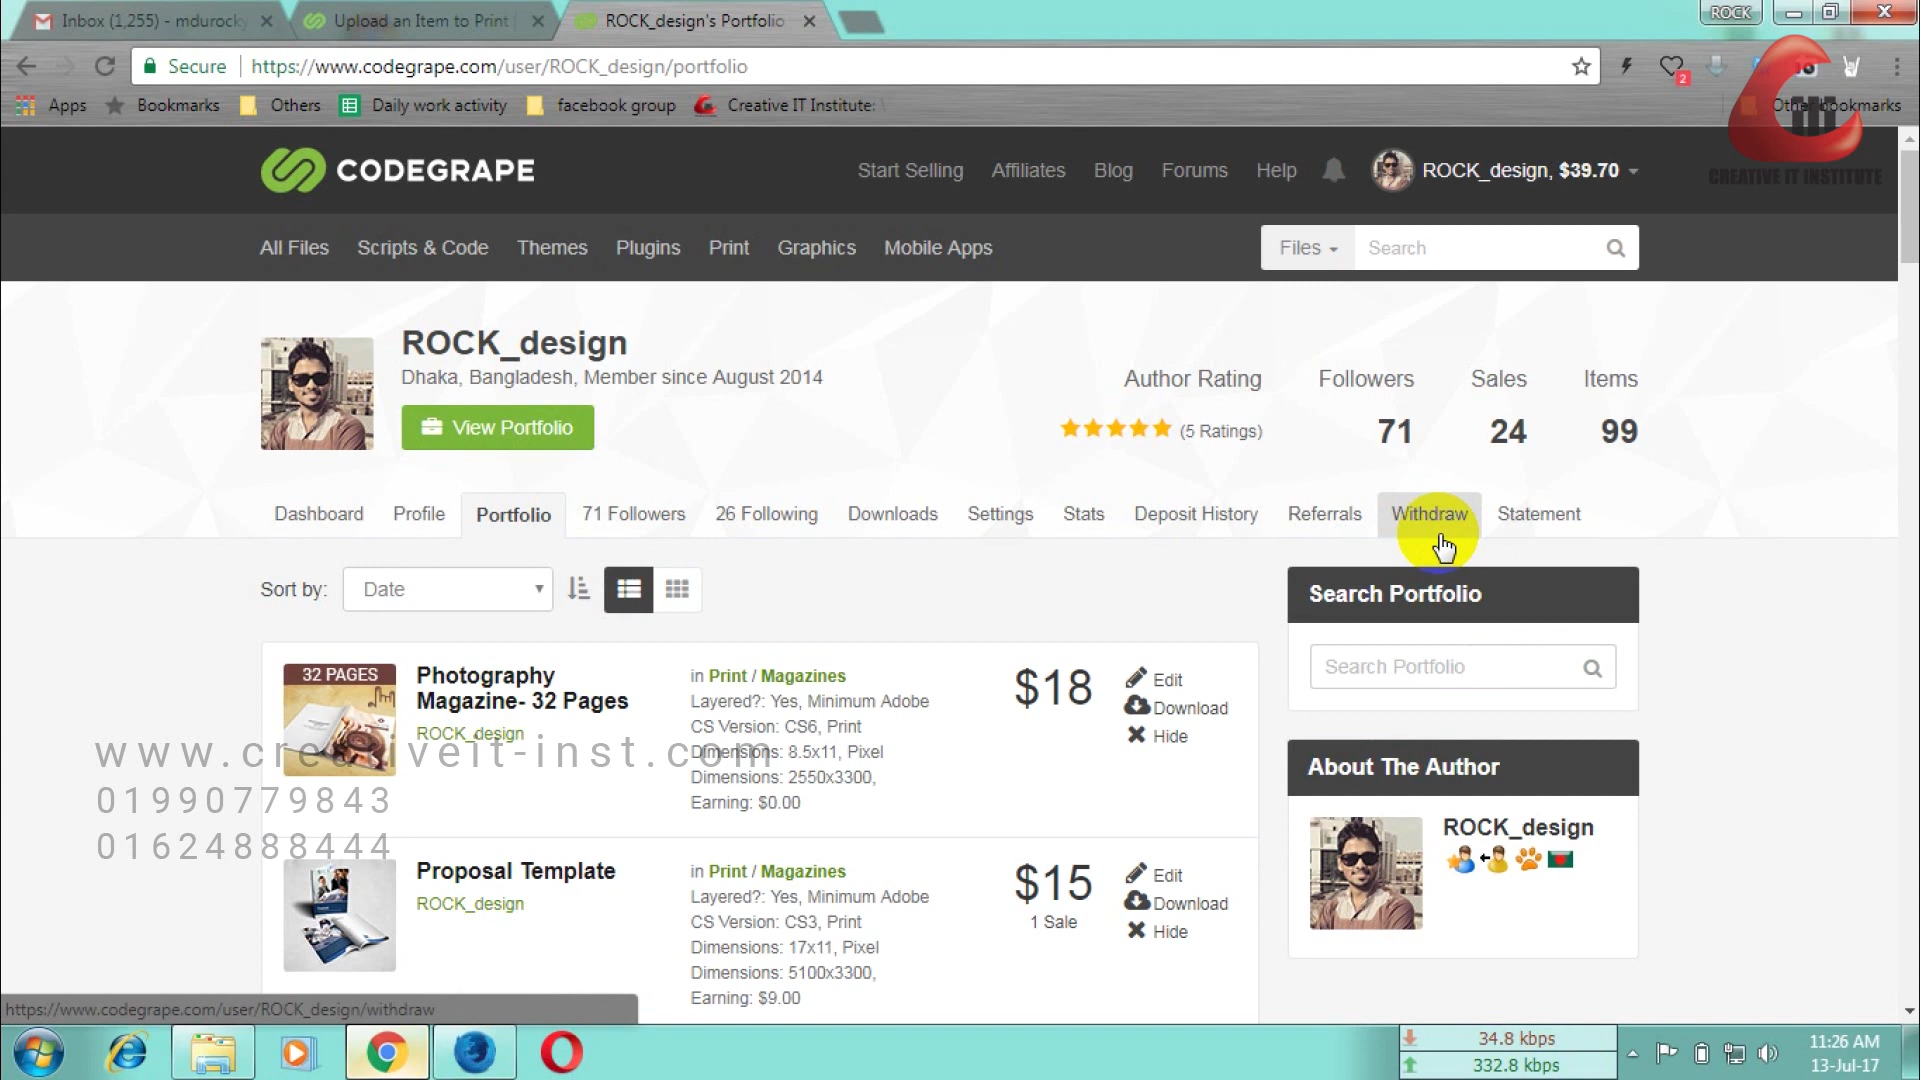 Inbox (1,255) - mdurocky
Upload an Item to Print
ROCK_design's Portfolio
ROCK
Secure
https://www.codegrape.com/user/ROCK_design/portfolio
2
Apps
Bookmarks
Others
Daily work activity
facebook group
Creative IT Institute:
Other bookmarks
CREATIVE IT INSTITUTE
CODEGRAPE
Start Selling
Affiliates
Blog
Forums
Help
ROCK_design, $39.70
All Files
Scripts & Code
Themes
Plugins
Print
Graphics
Mobile Apps
Files
Search
ROCK_design
Dhaka, Bangladesh, Member since August 2014
View Portfolio
Author Rating
(5 Ratings)
Followers
71
Sales
24
Items
99
Dashboard
Profile
Portfolio
71 Followers
26 Following
Downloads
Settings
Stats
Deposit History
Referrals
Withdraw
Statement
Sort by:
Date
32 PAGES
Photography
Magazine- 32 Pages
ROCK_design
in Print / Magazines
Layered?: Yes, Minimum Adobe
CS Version: CS6, Print
Dimensions: 8.5x11, Pixel
Dimensions: 2550x3300,
Earning: $0.00
$18
Edit
Download
Hide
Proposal Template
ROCK_design
in Print / Magazines
Layered?: Yes, Minimum Adobe
CS Version: CS3, Print
Dimensions: 17x11, Pixel
Dimensions: 5100x3300,
Earning: $9.00
$15
1 Sale
Edit
Download
Hide
Search Portfolio
Search Portfolio
About The Author
ROCK_design
www.creativeit-inst.com
01990779843
01624888444
https://www.codegrape.com/user/ROCK_design/withdraw
34.8 kbps
332.8 kbps
11:26 AM
13-Jul-17